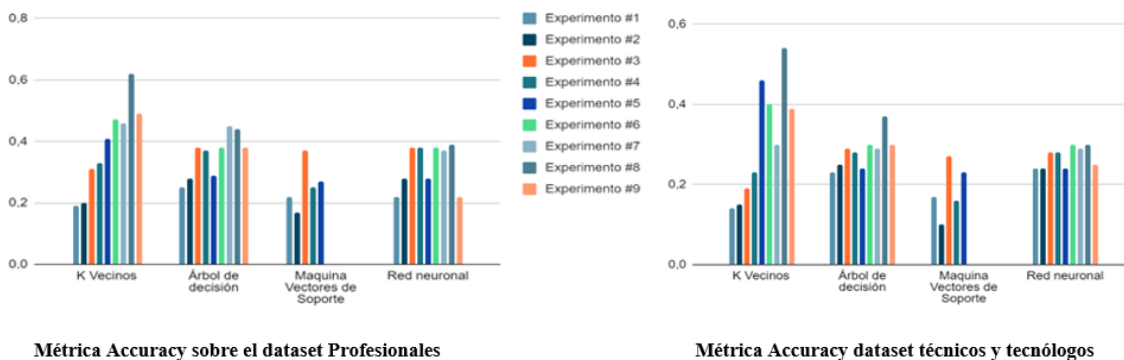 0,8
0,6
0,4
0,2
0,0
K Vecinos
Árbol de
decisión
Maquina
Vectores de
Soporte
Red neuronal
Experimento #1
Experimento #2
Experimento #3
Experimento #4
Experimento #5
Experimento #6
Experimento #7
Experimento #8
Experimento #9
0,6
0,4
0,2
0,0
K Vecinos
Árbol de
decisión
Maquina
Vectores de
Soporte
Red neuronal
Métrica Accuracy sobre el dataset Profesionales
Métrica Accuracy dataset técnicos y tecnólogos